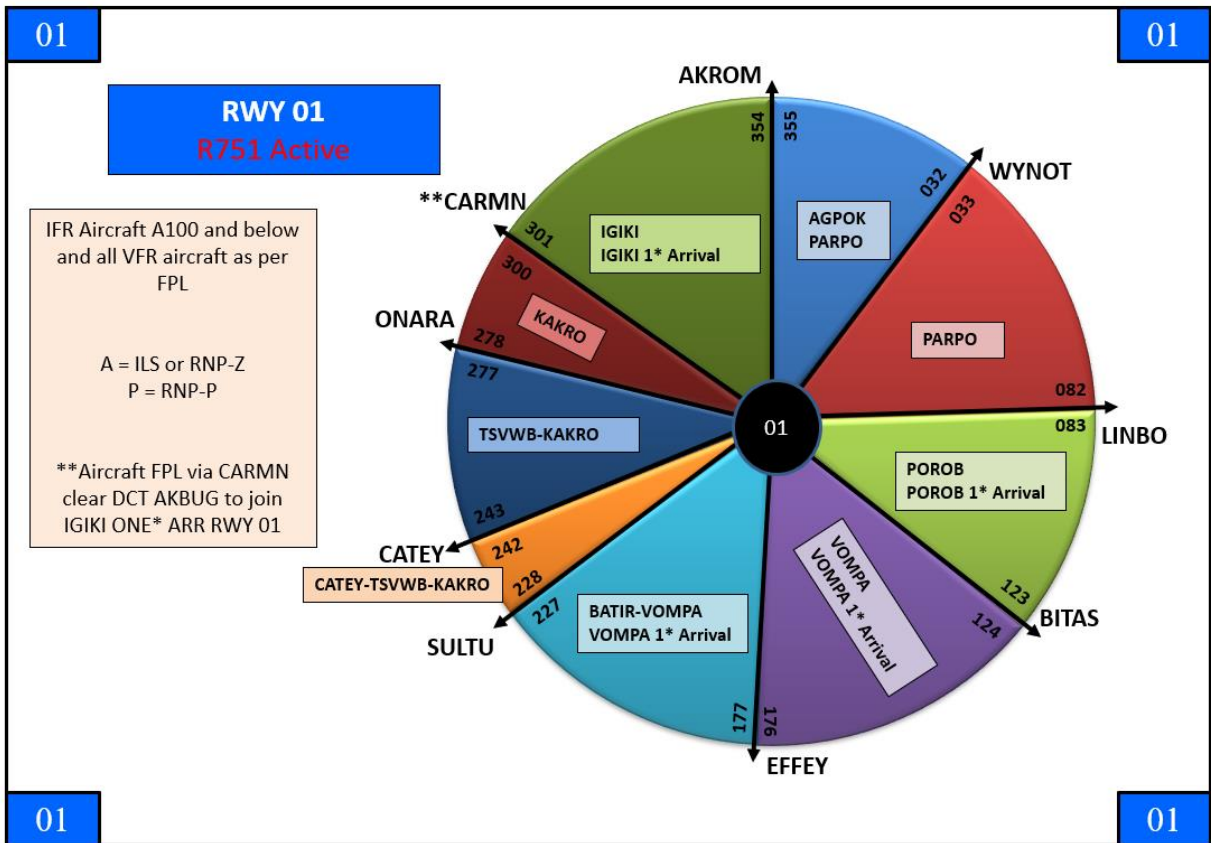 01
01
RWY 01
R751 Active
IFR Aircraft A100 and below
and all VFR aircraft as per
FPL
A = ILS or RNP-Z
P = RNP-P
**Aircraft FPL via CARMN
clear DCT AKBUG to join
IGIKI ONE* ARR RWY 01
AKROM
354
355
AGPOK
PARPO
032
WYNOT
033
PARPO
082
LINBO
083
POROB
POROB 1* Arrival
123
BITAS
124
VOMPA
VOMPA 1* Arrival
176
EFFEY
177
BATIR-VOMPA
VOMPA 1* Arrival
227
SULTU
228
CATEY-TSVWB-KAKRO
242
CATEY
243
TSVWB-KAKRO
277
ONARA
278
KAKRO
300
**CARMN
301
IGIKI
IGIKI 1* Arrival
01
01
01